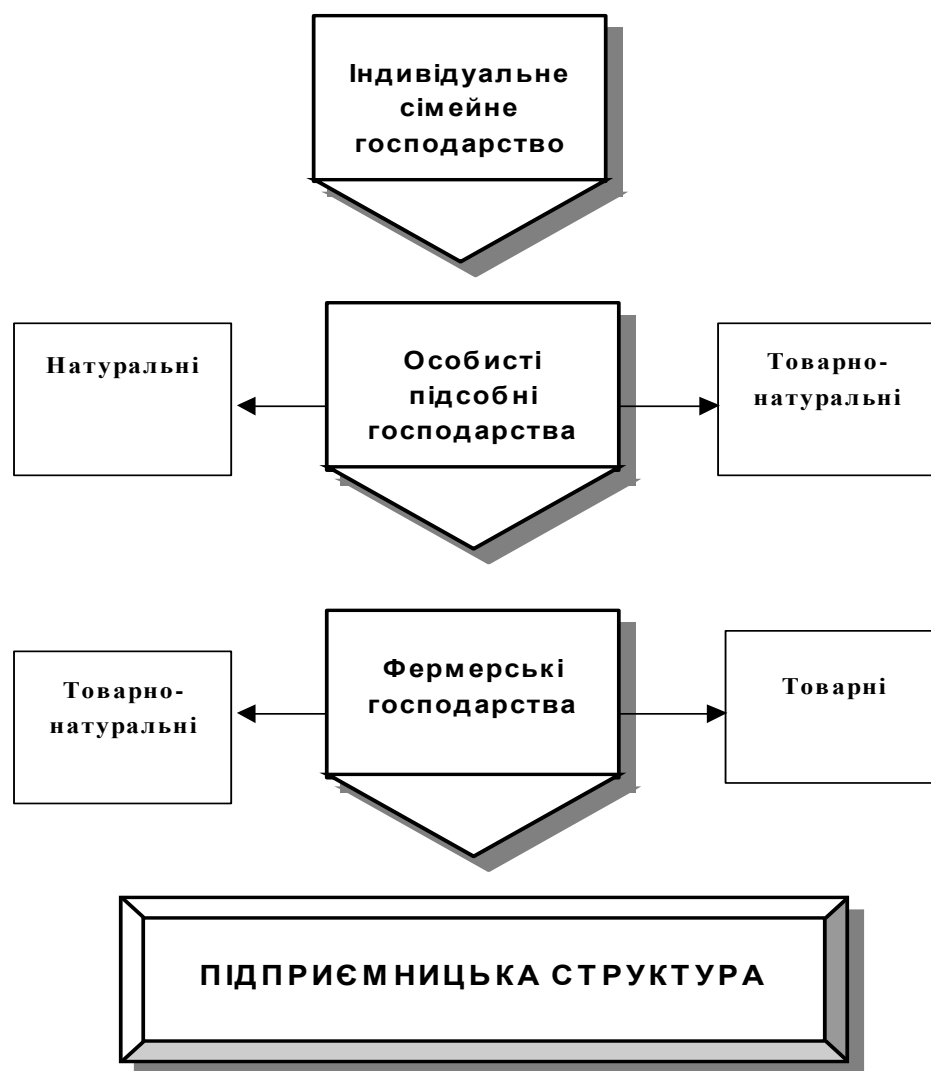 Індивідуальне
сімейне
господарство
Натуральні
Особисті
підсобні
господарства
Товарно-
натуральні
Товарно-
натуральні
Фермерські
господарства
Товарні
ПІДПРИЄМНИЦЬКА СТРУКТУРА